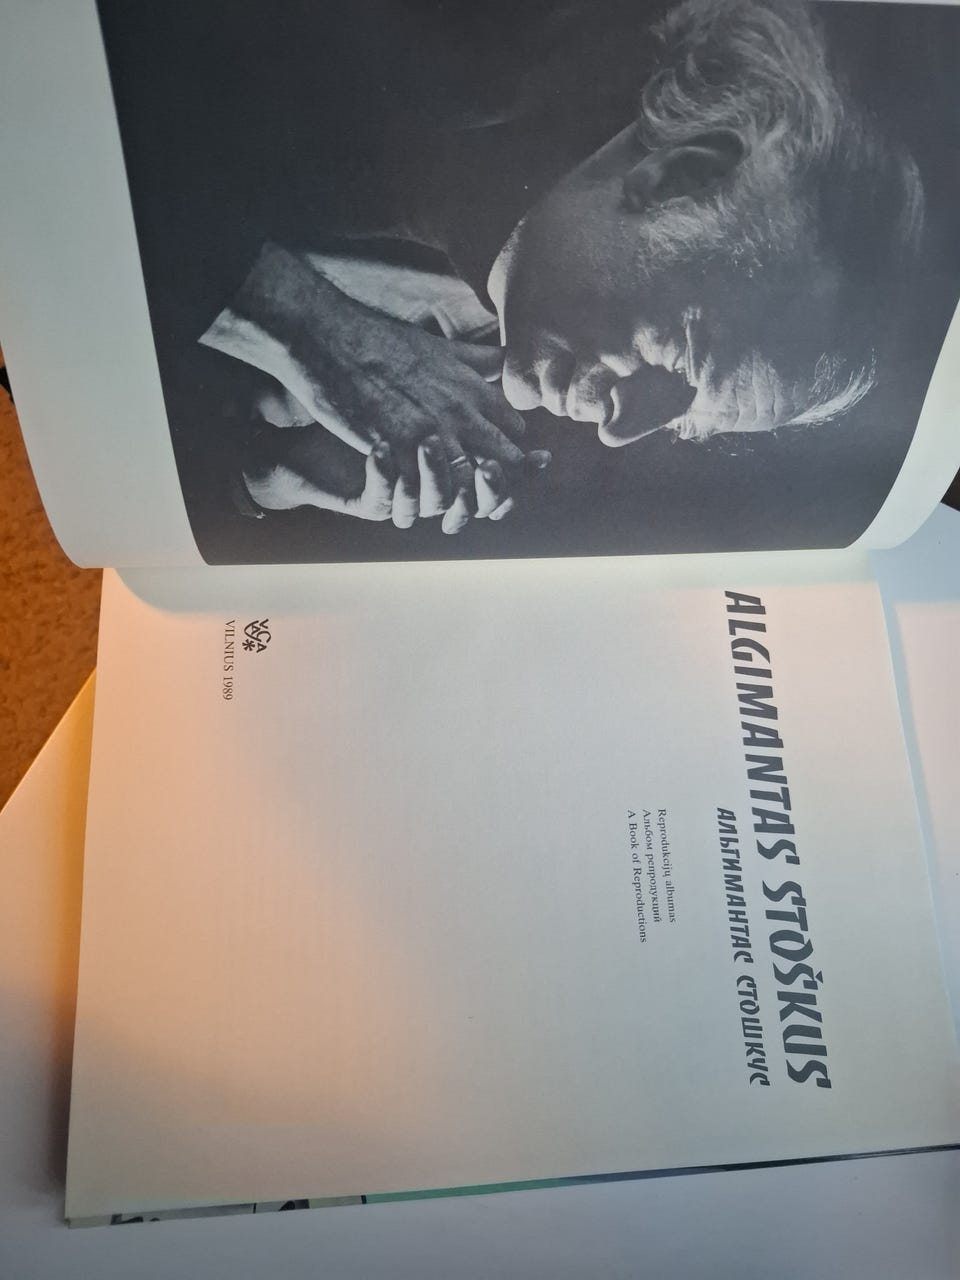 ALGIMANTAS STOŠKUS
АЛЬГИМАНТАС СТОШКУС
Reprodukcijų albumas
Альбом репродукций
A Book of Reproductions
VILNIUS 1989